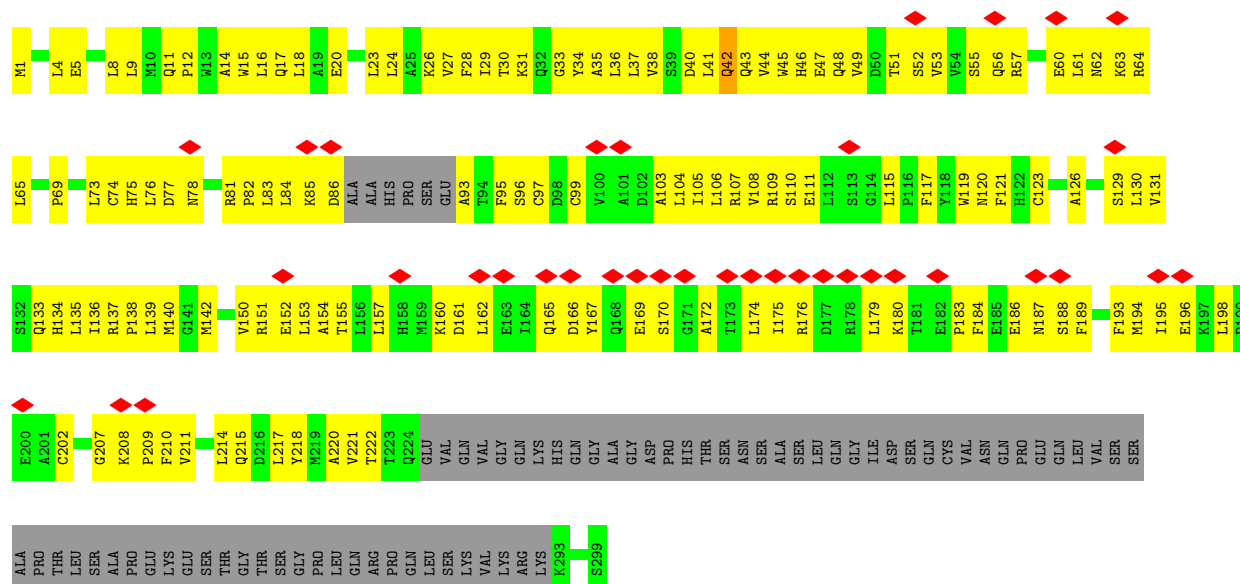 M1 L4 E5 L8 L9 M10 Q11 P12 W13 A14 W15 L16 Q17 L18 A19 E20 L23 L24 A25 K26 V27 F28 I29 T30 K31 Q32 G33 Y34 A35 L36 L37 V38 S39 D40 L41 Q42 Q43 V44 W45 H46 E47 Q48 V49 D50 T51 S52 V53 V54 S55 Q56 R57 E60 L61 N62 K63 R64
L65 P69 L73 C74 H75 L76 D77 N78 R81 P82 L83 L84 K85 D86 ALA ALA HIS PRO SER GLU A93 T94 F95 S96 C97 D98 C99 V100 A101 D102 A103 L104 I105 L106 R107 V108 R109 S110 E111 L112 S113 G114 L115 P116 F117 Y118 W119 N120 F121 H122 C123 A126 S129 L130 V131
S132 Q133 H134 L135 I136 R137 P138 L139 M140 G141 M142 V150 R151 E152 L153 A154 T155 L156 L157 H158 M159 K160 D161 L162 E163 I164 Q165 D166 Y167 Q168 E169 S170 G171 A172 T173 L174 I175 R176 D177 R178 L179 K180 T181 E182 P183 F184 E185 E186 N187 S188 F189 F193 M194 I195 E196 K197 L198 D199
E200 A201 C202 G207 K208 P209 F210 V211 L214 Q215 D216 L217 Y218 M219 A220 V221 T222 T223 Q224 GLU VAL GLN VAL GLY GLN LYS HIS GLN GLY ALA GLY ASP PRO HIS THR SER ASN SER ALA SER LEU GLN GLY ILE ASP SER GLN CYS VAL ASN GLN PRO GLU GLN LEU VAL SER SER
ALA PRO THR LEU SER ALA PRO GLU LYS GLU SER THR GLY THR SER GLY PRO LEU GLN ARG PRO GLN LEU SER LYS VAL LYS ARG LYS K293 S299